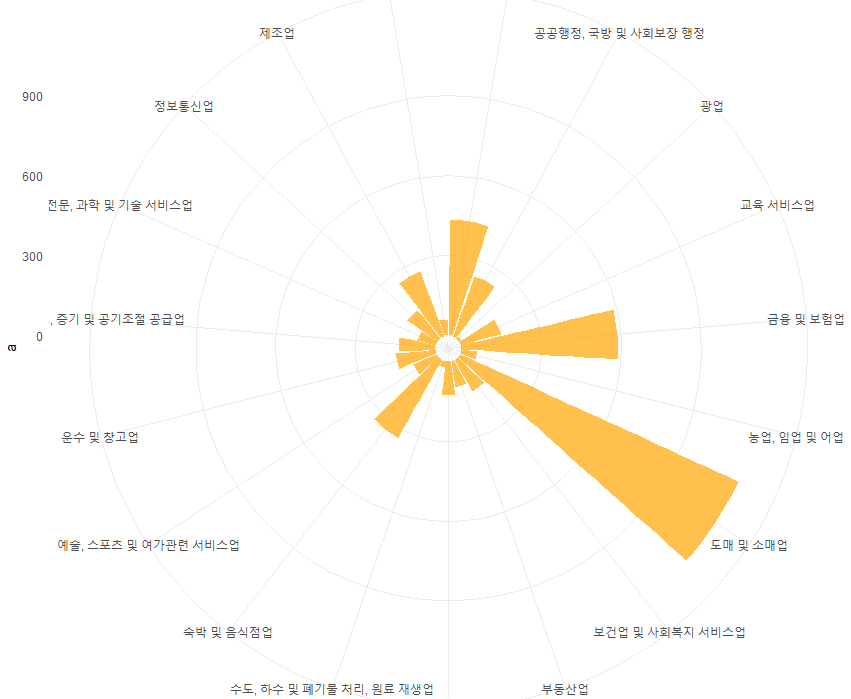 제조업
공공행정, 국방 및 사회보장 행정
900
정보통신업
광업
600
전문, 과학 및 기술 서비스업
교육 서비스업
300
, 증기 및 공기조절 공급업
금융 및 보험업
0
a
운수 및 창고업
농업, 임업 및 어업
예술, 스포츠 및 여가관련 서비스업
도매 및 소매업
숙박 및 음식점업
보건업 및 사회복지 서비스업
수도, 하수 및 폐기물 처리, 원료 재생업
부동산업